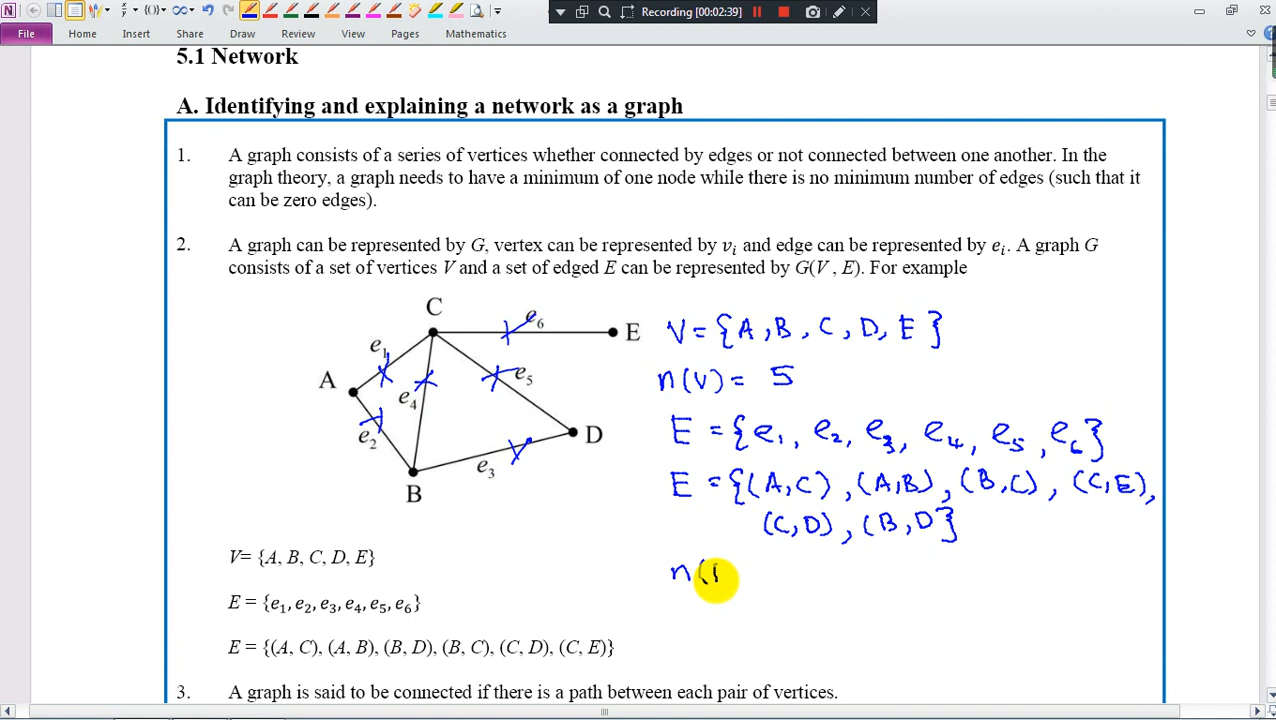 Recording [00:02:39]
File Home Insert Share Draw Review View Pages Mathematics
5.1 Network
A. Identifying and explaining a network as a graph
1. A graph consists of a series of vertices whether connected by edges or not connected between one another. In the
graph theory, a graph needs to have a minimum of one node while there is no minimum number of edges (such that it
can be zero edges).
2. A graph can be represented by G, vertex can be represented by vᵢ and edge can be represented by eᵢ. A graph G
consists of a set of vertices V and a set of edged E can be represented by G(V , E). For example
C
e₆
E
e₁
A
e₅
e₄
e₂
D
e₃
B
V={A,B, C, D, E}
n(V) = 5
E = {e₁, e₂, e₃, e₄, e₅, e₆}
E = {(A,C), (A,B), (B,C), (C,E),
(C,D), (B,D}
n(
V= {A, B, C, D, E}
E = {e₁, e₂, e₃, e₄, e₅, e₆}
E = {(A, C), (A, B), (B, D), (B, C), (C, D), (C, E)}
3. A graph is said to be connected if there is a path between each pair of vertices.